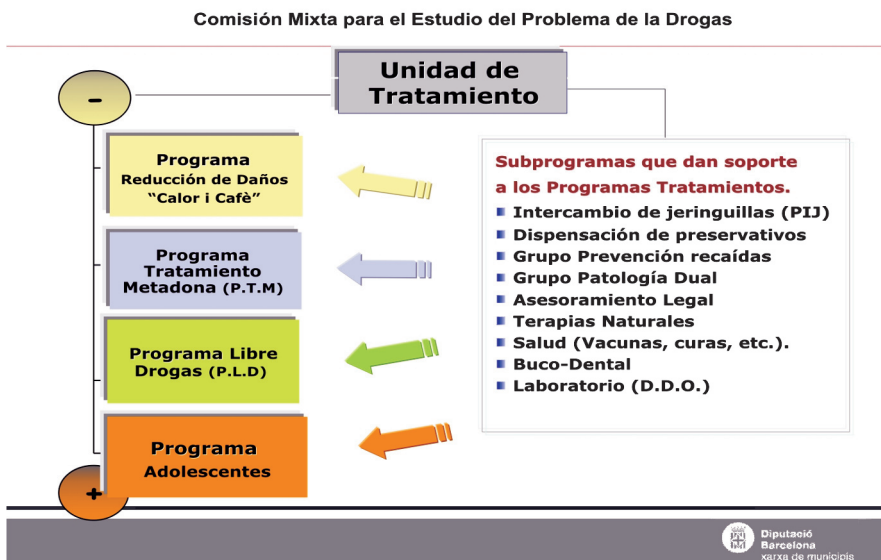 Comisión Mixta para el Estudio del Problema de la Drogas
Unidad de
Tratamiento
-
Programa
Reducción de Daños
“Calor i Cafè”
Programa
Tratamiento
Metadona (P.T.M)
Programa Libre
Drogas (P.L.D)
Programa
Adolescentes
+
Subprogramas que dan soporte
a los Programas Tratamientos.
Intercambio de jeringuillas (PIJ)
Dispensación de preservativos
Grupo Prevención recaídas
Grupo Patología Dual
Asesoramiento Legal
Terapias Naturales
Salud (Vacunas, curas, etc.).
Buco-Dental
Laboratorio (D.D.O.)
Diputació
Barcelona
xarxa de municipis